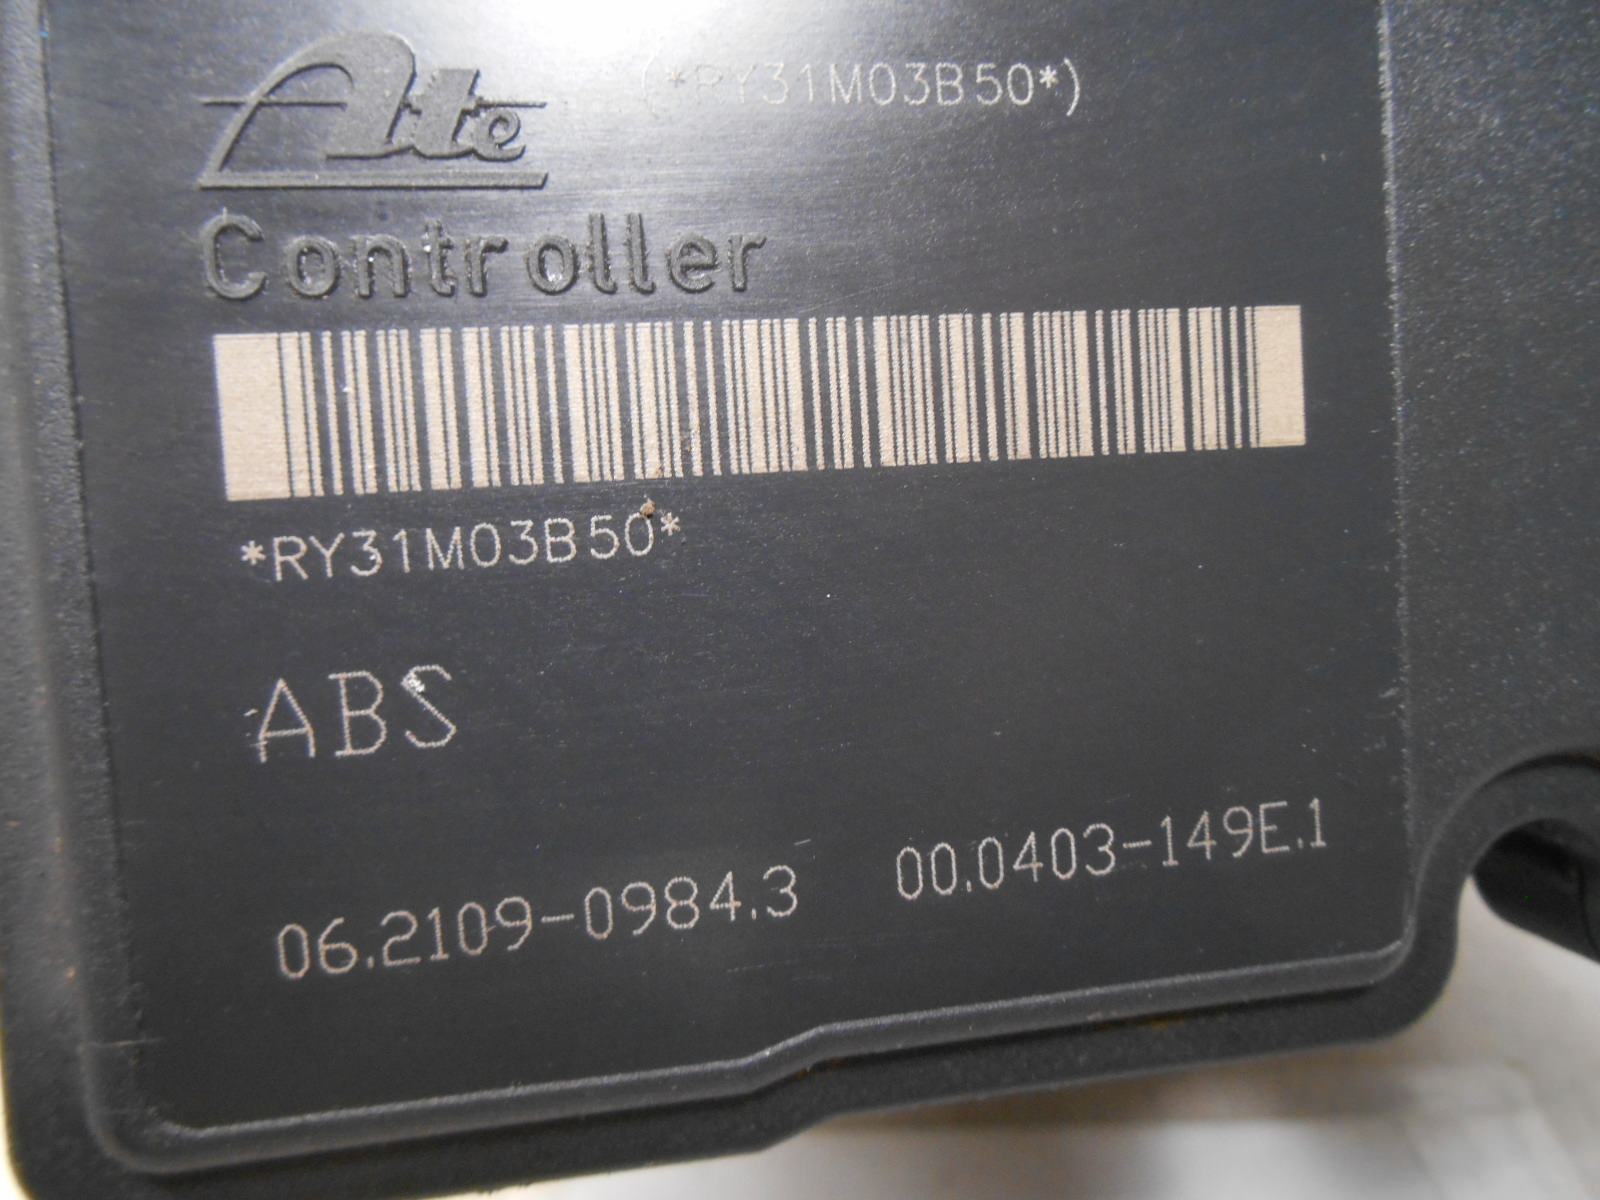 Ate (*RY31M03B50*)
Controller
*RY31M03B50*
ABS
06.2109-0984.3 00.0403-149E.1